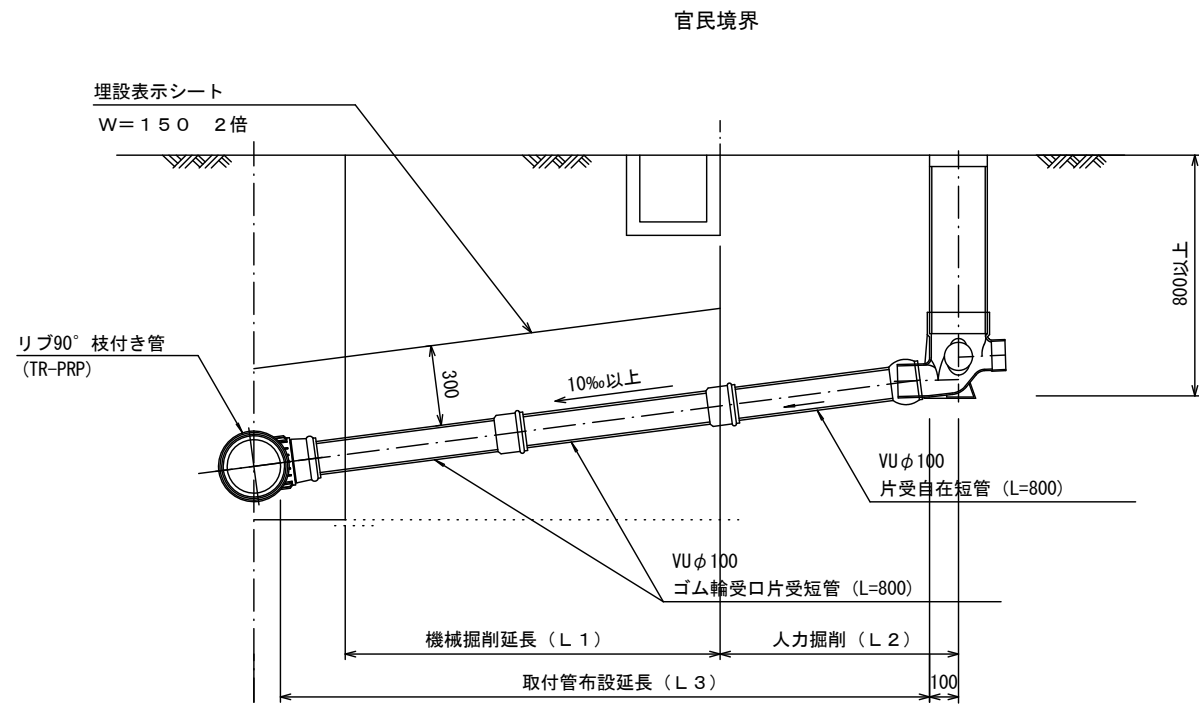 官民境界
埋設表示シート
W=150 2倍
800以上
リブ90°枝付き管
(TR-PRP)
300
10‰以上
VUφ100
片受自在短管 (L=800)
VUφ100
ゴム輪受口片受短管 (L=800)
機械掘削延長(L1)
人力掘削(L2)
取付管布設延長(L3)
100